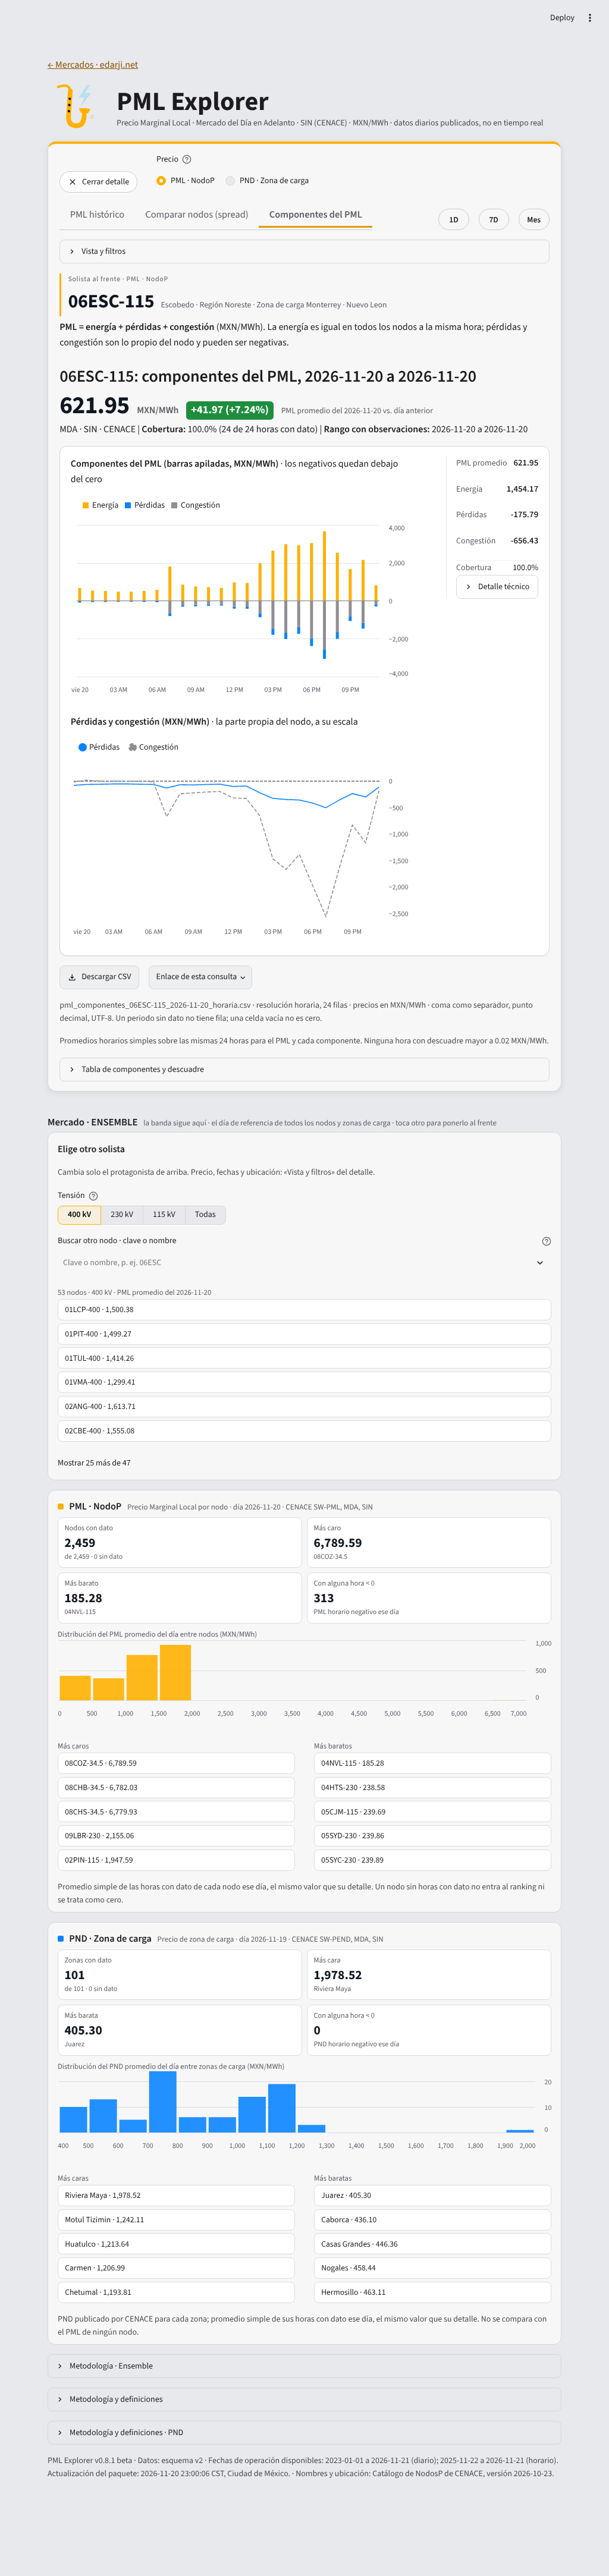 Deploy
← Mercados · edarji.net
PML Explorer
Precio Marginal Local · Mercado del Día en Adelanto · SIN (CENACE) · MXN/MWh · datos diarios publicados, no en tiempo real
Precio
Cerrar detalle
PML · NodoP
PND · Zona de carga
PML histórico
Comparar nodos (spread)
Componentes del PML
1D
7D
Mes
Vista y filtros
Solista al frente · PML · NodoP
06ESC-115 Escobedo · Región Noreste · Zona de carga Monterrey · Nuevo Leon
PML = energía + pérdidas + congestión (MXN/MWh). La energía es igual en todos los nodos a la misma hora; pérdidas y
congestión son lo propio del nodo y pueden ser negativas.
06ESC-115: componentes del PML, 2026-11-20 a 2026-11-20
621.95 MXN/MWh +41.97 (+7.24%) PML promedio del 2026-11-20 vs. día anterior
MDA · SIN · CENACE | Cobertura: 100.0% (24 de 24 horas con dato) | Rango con observaciones: 2026-11-20 a 2026-11-20
Componentes del PML (barras apiladas, MXN/MWh) · los negativos quedan debajo
del cero
Energía
Pérdidas
Congestión
4,000
2,000
0
−2,000
−4,000
vie 20
03 AM
06 AM
09 AM
12 PM
03 PM
06 PM
09 PM
PML promedio 621.95
Energía 1,454.17
Pérdidas -175.79
Congestión -656.43
Cobertura 100.0%
Detalle técnico
Pérdidas y congestión (MXN/MWh) · la parte propia del nodo, a su escala
Pérdidas
Congestión
0
−500
−1,000
−1,500
−2,000
−2,500
vie 20
03 AM
06 AM
09 AM
12 PM
03 PM
06 PM
09 PM
Descargar CSV
Enlace de esta consulta
pml_componentes_06ESC-115_2026-11-20_horaria.csv · resolución horaria, 24 filas · precios en MXN/MWh · coma como separador, punto
decimal, UTF-8. Un periodo sin dato no tiene fila; una celda vacía no es cero.
Promedios horarios simples sobre las mismas 24 horas para el PML y cada componente. Ninguna hora con descuadre mayor a 0.02 MXN/MWh.
Tabla de componentes y descuadre
Mercado · ENSEMBLE la banda sigue aquí · el día de referencia de todos los nodos y zonas de carga · toca otro para ponerlo al frente
Elige otro solista
Cambia solo el protagonista de arriba. Precio, fechas y ubicación: «Vista y filtros» del detalle.
Tensión
400 kV
230 kV
115 kV
Todas
Buscar otro nodo · clave o nombre
Clave o nombre, p. ej. 06ESC
53 nodos · 400 kV · PML promedio del 2026-11-20
01LCP-400 · 1,500.38
01PIT-400 · 1,499.27
01TUL-400 · 1,414.26
01VMA-400 · 1,299.41
02ANG-400 · 1,613.71
02CBE-400 · 1,555.08
Mostrar 25 más de 47
PML · NodoP Precio Marginal Local por nodo · día 2026-11-20 · CENACE SW-PML, MDA, SIN
Nodos con dato
2,459
de 2,459 · 0 sin dato
Más caro
6,789.59
08COZ-34.5
Más barato
185.28
04NVL-115
Con alguna hora < 0
313
PML horario negativo ese día
Distribución del PML promedio del día entre nodos (MXN/MWh)
1,000
500
0
0
500
1,000
1,500
2,000
2,500
3,000
3,500
4,000
4,500
5,000
5,500
6,000
6,500
7,000
Más caros
08COZ-34.5 · 6,789.59
08CHB-34.5 · 6,782.03
08CHS-34.5 · 6,779.93
09LBR-230 · 2,155.06
02PIN-115 · 1,947.59
Más baratos
04NVL-115 · 185.28
04HTS-230 · 238.58
05CJM-115 · 239.69
05SYD-230 · 239.86
05SYC-230 · 239.89
Promedio simple de las horas con dato de cada nodo ese día, el mismo valor que su detalle. Un nodo sin horas con dato no entra al ranking ni
se trata como cero.
PND · Zona de carga Precio de zona de carga · día 2026-11-19 · CENACE SW-PEND, MDA, SIN
Zonas con dato
101
de 101 · 0 sin dato
Más cara
1,978.52
Riviera Maya
Más barata
405.30
Juarez
Con alguna hora < 0
0
PND horario negativo ese día
Distribución del PND promedio del día entre zonas de carga (MXN/MWh)
20
10
0
400
500
600
700
800
900
1,000
1,100
1,200
1,300
1,400
1,500
1,600
1,700
1,800
1,900
2,000
Más caras
Riviera Maya · 1,978.52
Motul Tizimin · 1,242.11
Huatulco · 1,213.64
Carmen · 1,206.99
Chetumal · 1,193.81
Más baratas
Juarez · 405.30
Caborca · 436.10
Casas Grandes · 446.36
Nogales · 458.44
Hermosillo · 463.11
PND publicado por CENACE para cada zona; promedio simple de sus horas con dato ese día, el mismo valor que su detalle. No se compara con
el PML de ningún nodo.
Metodología · Ensemble
Metodología y definiciones
Metodología y definiciones · PND
PML Explorer v0.8.1 beta · Datos: esquema v2 · Fechas de operación disponibles: 2023-01-01 a 2026-11-21 (diario); 2025-11-22 a 2026-11-21 (horario).
Actualización del paquete: 2026-11-20 23:00:06 CST, Ciudad de México. · Nombres y ubicación: Catálogo de NodosP de CENACE, versión 2026-10-23.